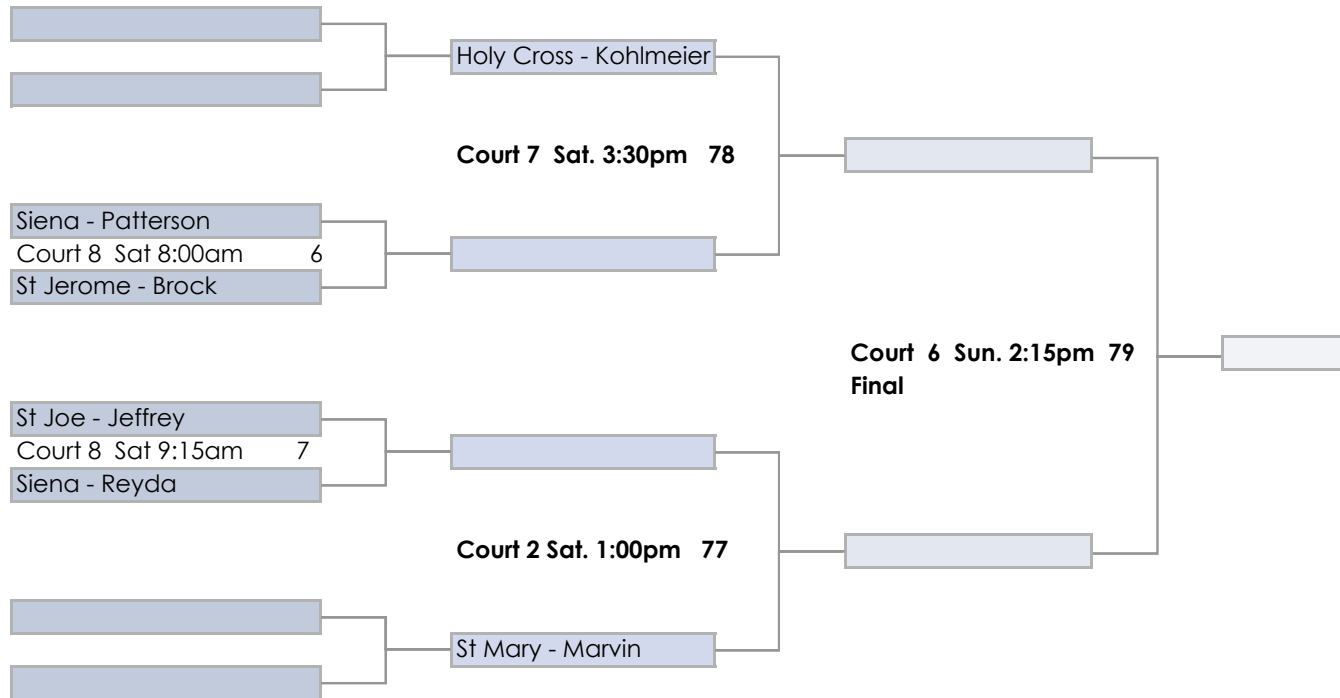 Holy Cross - Kohlmeier
Court 7 Sat. 3:30pm 78
Siena - Patterson
Court 8 Sat 8:00am 6
St Jerome - Brock
Court 6 Sun. 2:15pm 79
Final
St Joe - Jeffrey
Court 8 Sat 9:15am 7
Siena - Reyda
Court 2 Sat. 1:00pm 77
St Mary - Marvin